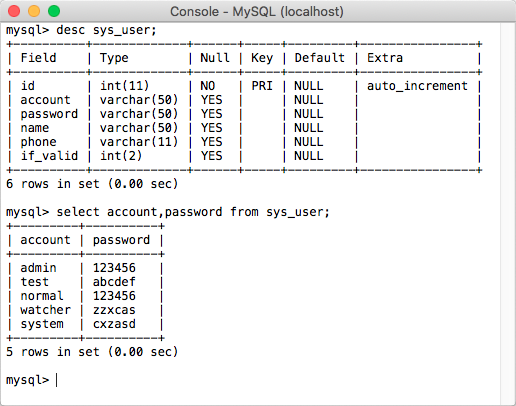 Console - MySQL (localhost)
mysql> desc sys_user;
+----------+-------------+------+-----+---------+----------------+
| Field    | Type        | Null | Key | Default | Extra          |
+----------+-------------+------+-----+---------+----------------+
| id       | int(11)     | NO   | PRI | NULL    | auto_increment |
| account  | varchar(50) | YES  |     | NULL    |                |
| password | varchar(50) | YES  |     | NULL    |                |
| name     | varchar(50) | YES  |     | NULL    |                |
| phone    | varchar(11) | YES  |     | NULL    |                |
| if_valid | int(2)      | YES  |     | NULL    |                |
+----------+-------------+------+-----+---------+----------------+
6 rows in set (0.00 sec)
mysql> select account,password from sys_user;
+---------+----------+
| account | password |
+---------+----------+
| admin   | 123456   |
| test    | abcdef   |
| normal  | 123456   |
| watcher | zzxcas   |
| system  | cxzasd   |
+---------+----------+
5 rows in set (0.00 sec)
mysql>